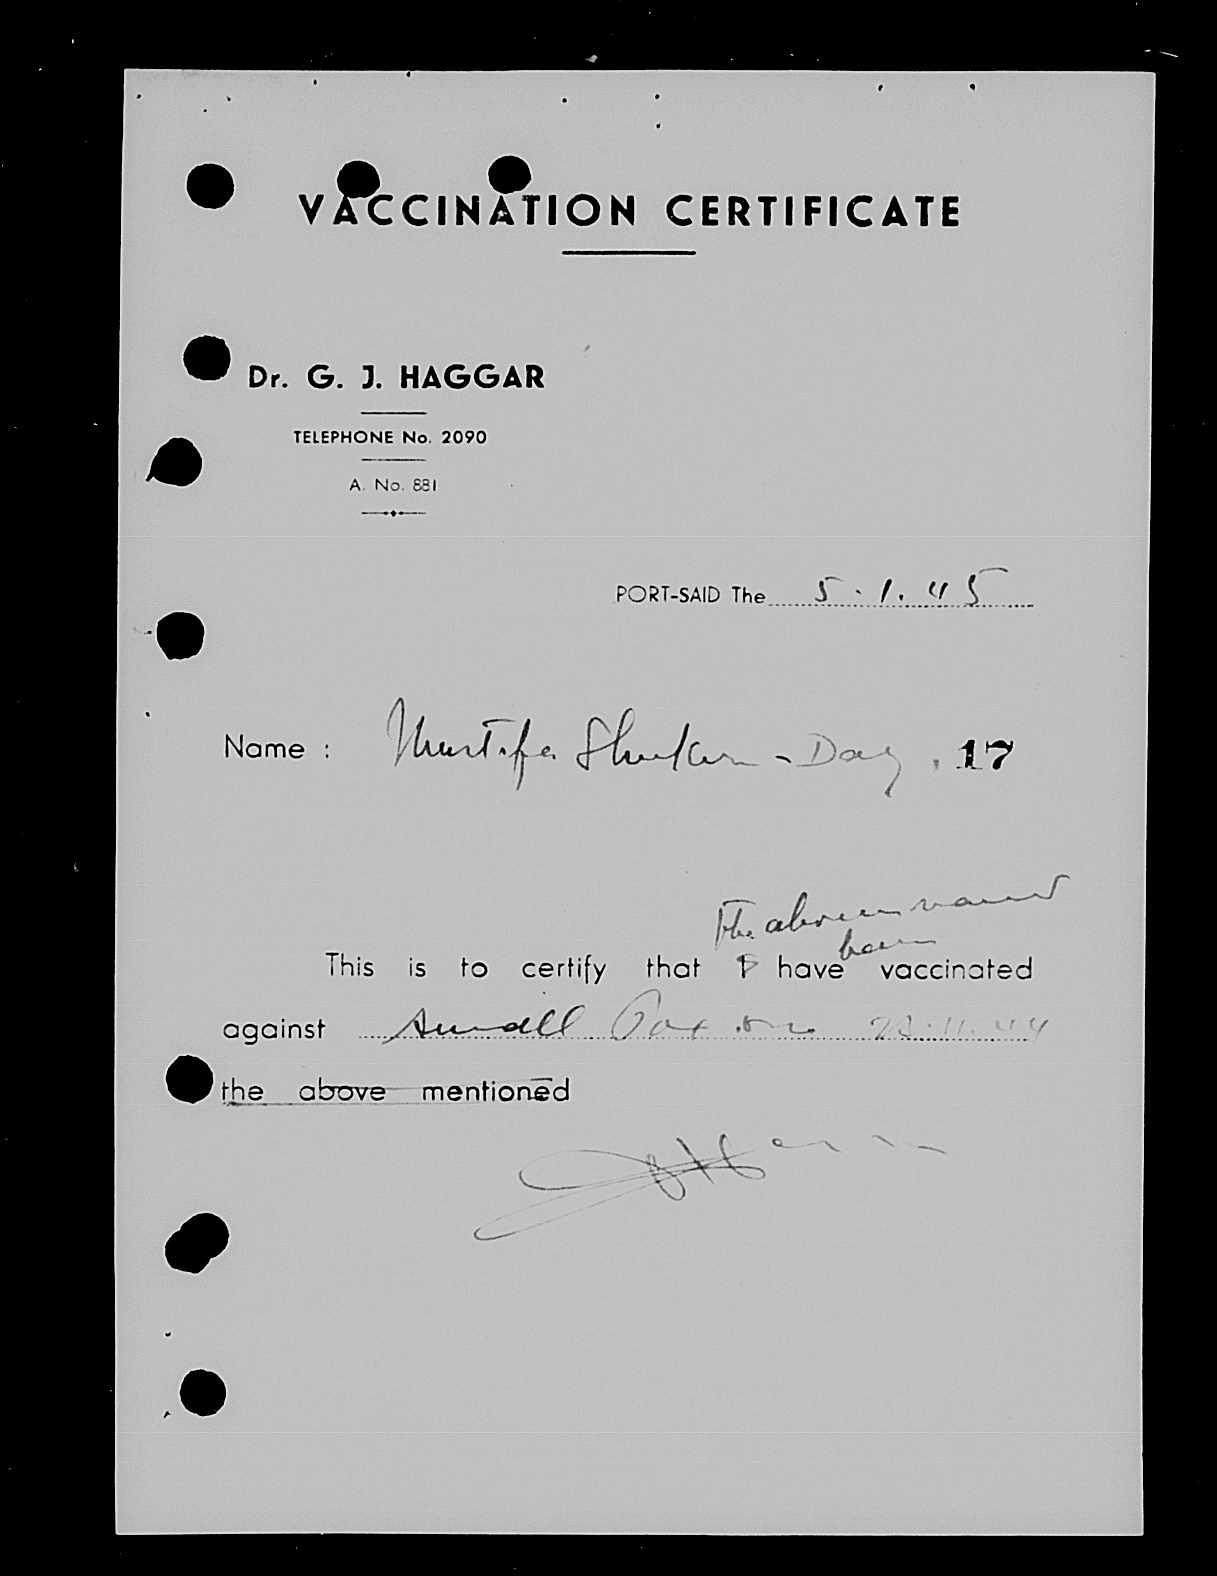 VACCINATION CERTIFICATE
Dr. G. J. HAGGAR
TELEPHONE No. 2090
A. No. 881
PORT-SAID The 5.1.45
Name : Mustafa - Day. 17
the above named
been
This is to certify that I have vaccinated
against Small Pox on 22.11.44
the above mentioned